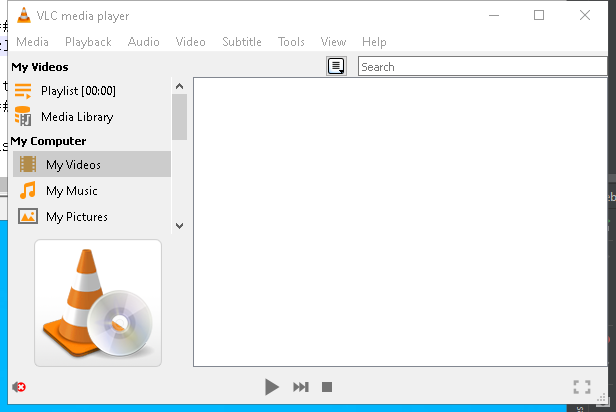 VLC media player
Media Playback Audio Video Subtitle Tools View Help
My Videos
Search
Playlist [00:00]
Media Library
My Computer
My Videos
My Music
My Pictures